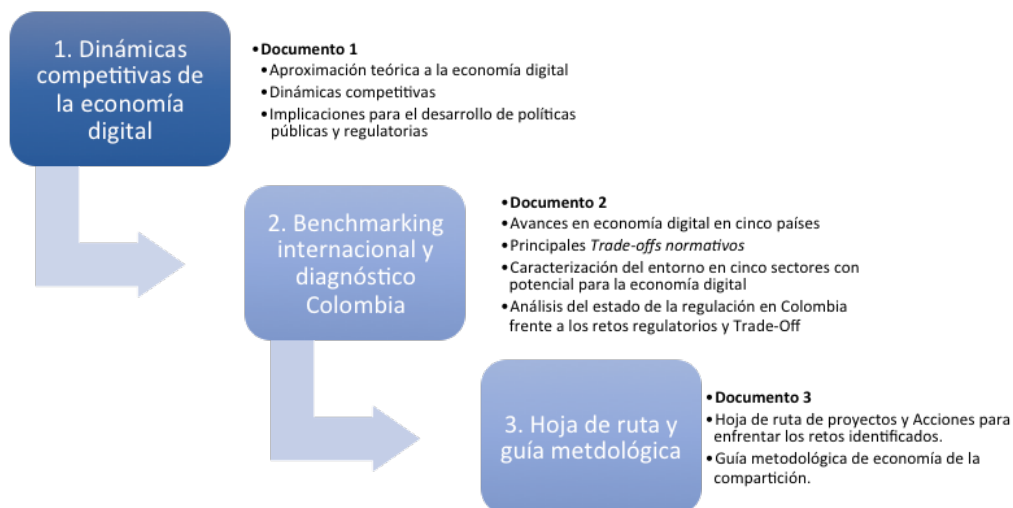 1. Dinámicas
competitivas de
la economía
digital
•Documento 1
•Aproximación teórica a la economía digital
•Dinámicas competitivas
•Implicaciones para el desarrollo de políticas
públicas y regulatorias
2. Benchmarking
internacional y
diagnóstico
Colombia
•Documento 2
•Avances en economía digital en cinco países
•Principales Trade-offs normativos
•Caracterización del entorno en cinco sectores con
potencial para la economía digital
•Análisis del estado de la regulación en Colombia
frente a los retos regulatorios y Trade-Off
3. Hoja de ruta y
guía metdológica
•Documento 3
•Hoja de ruta de proyectos y Acciones para
enfrentar los retos identificados.
•Guía metodológica de economía de la
compartición.